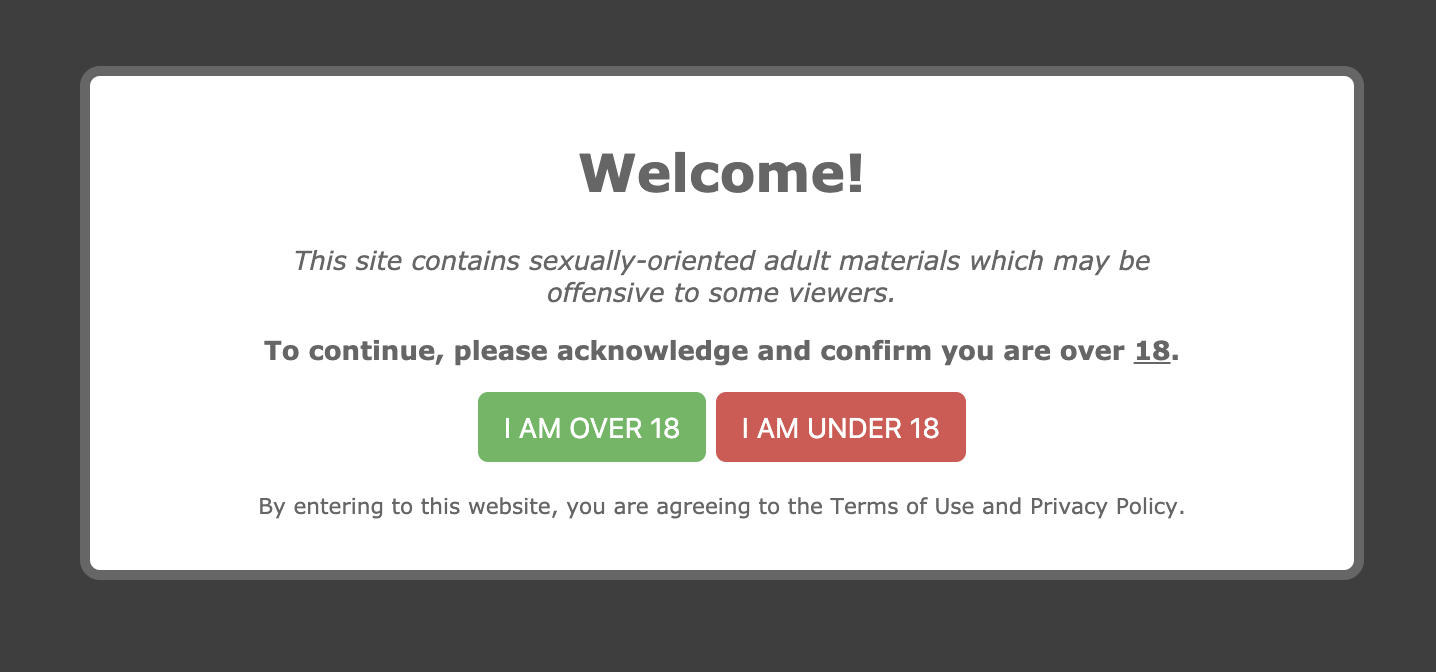 Welcome!
This site contains sexually-oriented adult materials which may be
offensive to some viewers.
To continue, please acknowledge and confirm you are over 18.
I AM OVER 18
I AM UNDER 18
By entering to this website, you are agreeing to the Terms of Use and Privacy Policy.